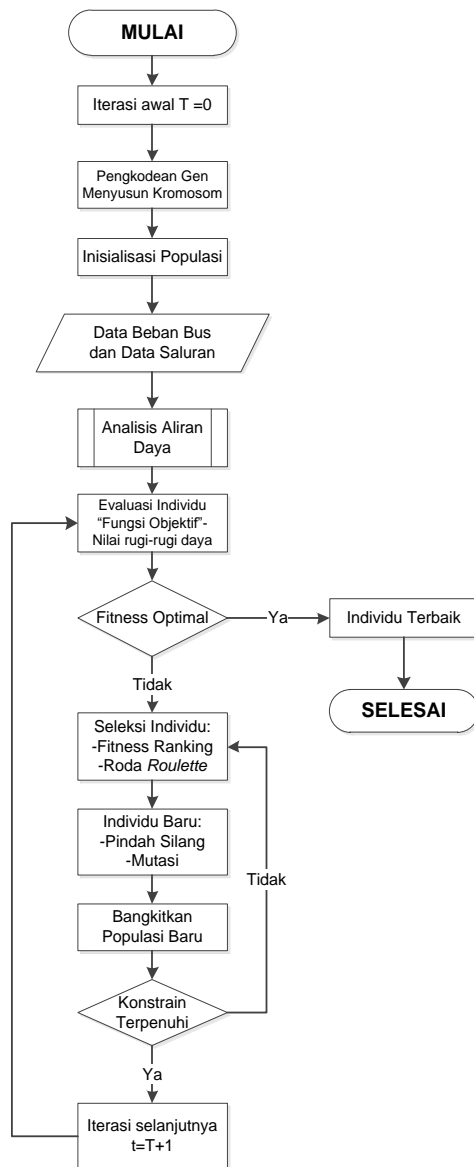 MULAI
Iterasi awal T =0
Pengkodean Gen
Menyusun Kromosom
Inisialisasi Populasi
Data Beban Bus
dan Data Saluran
Analisis Aliran
Daya
Evaluasi Individu
“Fungsi Objektif”-
Nilai rugi-rugi daya
Fitness Optimal
Ya
Individu Terbaik
SELESAI
Tidak
Seleksi Individu:
-Fitness Ranking
-Roda Roulette
Individu Baru:
-Pindah Silang
-Mutasi
Tidak
Bangkitkan
Populasi Baru
Konstrain
Terpenuhi
Ya
Iterasi selanjutnya
t=T+1